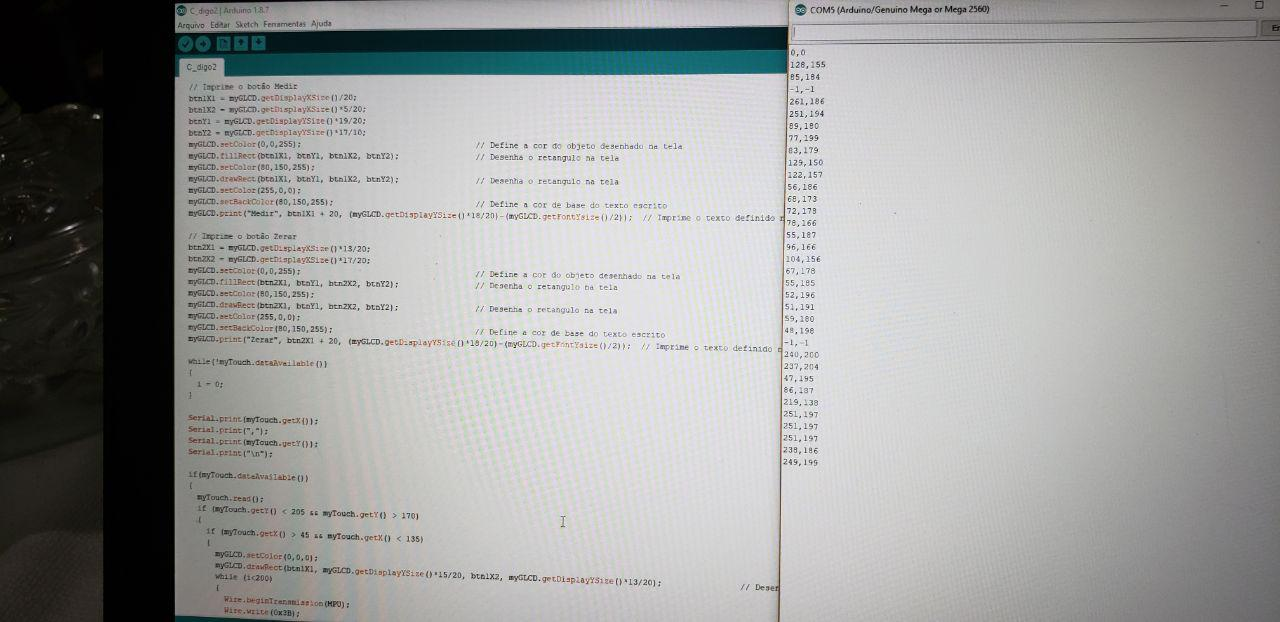 C_digo2 | Arduino 1.8.7
Arquivo Editar Sketch Ferramentas Ajuda
C_digo2
// Imprime o botão Medir
btn1X1 = myGLCD.getDisplayXSize()/20;
btn1X2 = myGLCD.getDisplayXSize()*5/20;
btnY1 = myGLCD.getDisplayYSize()*19/20;
btnY2 = myGLCD.getDisplayYSize()*17/10;
myGLCD.setColor(0,0,255); // Define a cor do objeto desenhado na tela
myGLCD.fillRect(btn1X1, btnY1, btn1X2, btnY2); // Desenha o retangulo na tela
myGLCD.setColor(80,150,255);
myGLCD.drawRect(btn1X1, btnY1, btn1X2, btnY2); // Desenha o retangulo na tela
myGLCD.setColor(255,0,0);
myGLCD.setBackColor(80,150,255); // Define a cor de base do texto escrito
myGLCD.print("Medir", btn1X1 + 20, (myGLCD.getDisplayYSize()*18/20)-(myGLCD.getFontYsize()/2)); // Imprime o texto definido
// Imprime o botão Zerar
btn2X1 = myGLCD.getDisplayXSize()*13/20;
btn2X2 = myGLCD.getDisplayXSize()*17/20;
myGLCD.setColor(0,0,255); // Define a cor do objeto desenhado na tela
myGLCD.fillRect(btn2X1, btnY1, btn2X2, btnY2); // Desenha o retangulo na tela
myGLCD.setColor(80,150,255);
myGLCD.drawRect(btn2X1, btnY1, btn2X2, btnY2); // Desenha o retangulo na tela
myGLCD.setColor(255,0,0);
myGLCD.setBackColor(80,150,255); // Define a cor de base do texto escrito
myGLCD.print("Zerar", btn2X1 + 20, (myGLCD.getDisplayYSize()*18/20)-(myGLCD.getFontYsize()/2)); // Imprime o texto definido
while(!myTouch.dataAvailable())
{
i = 0;
}
Serial.print(myTouch.getX());
Serial.print(",");
Serial.print(myTouch.getY());
Serial.print("\n");
if(myTouch.dataAvailable())
{
myTouch.read();
if (myTouch.getY() < 205 && myTouch.getY() > 170)
{
if (myTouch.getX() > 45 && myTouch.getX() < 135)
{
myGLCD.setColor(0,0,0);
myGLCD.drawRect(btn1X1, myGLCD.getDisplayYSize()*15/20, btn1X2, myGLCD.getDisplayYSize()*13/20); // Desen
while (i<200)
{
Wire.beginTransmission(MPU);
Wire.write(0x3B);
COM5 (Arduino/Genuino Mega or Mega 2560)
0,0
128,155
85,184
-1,-1
261,186
251,194
89,180
77,199
83,179
129,150
122,157
56,186
68,173
72,178
78,166
55,187
96,166
104,156
67,178
55,185
52,196
51,191
59,180
48,198
-1,-1
240,200
237,204
47,195
86,187
219,138
251,197
251,197
251,197
238,186
249,199